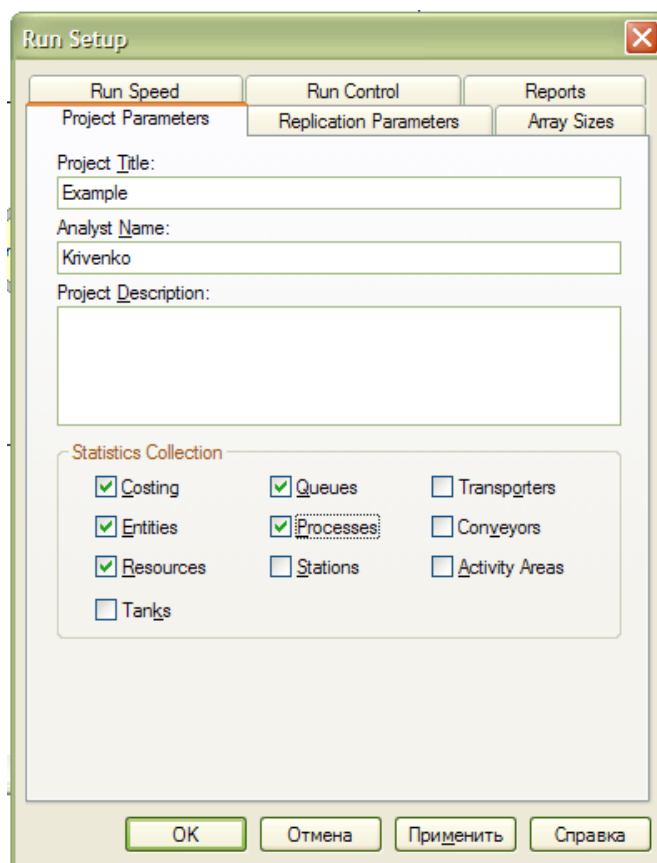 Run Setup
Run Speed Run Control Reports
Project Parameters Replication Parameters Array Sizes
Project Title:
Example
Analyst Name:
Krivenko
Project Description:
Statistics Collection
Costing Queues Transporters
Entities Processes Conveyors
Resources Stations Activity Areas
Tanks
OK Отмена Применить Справка